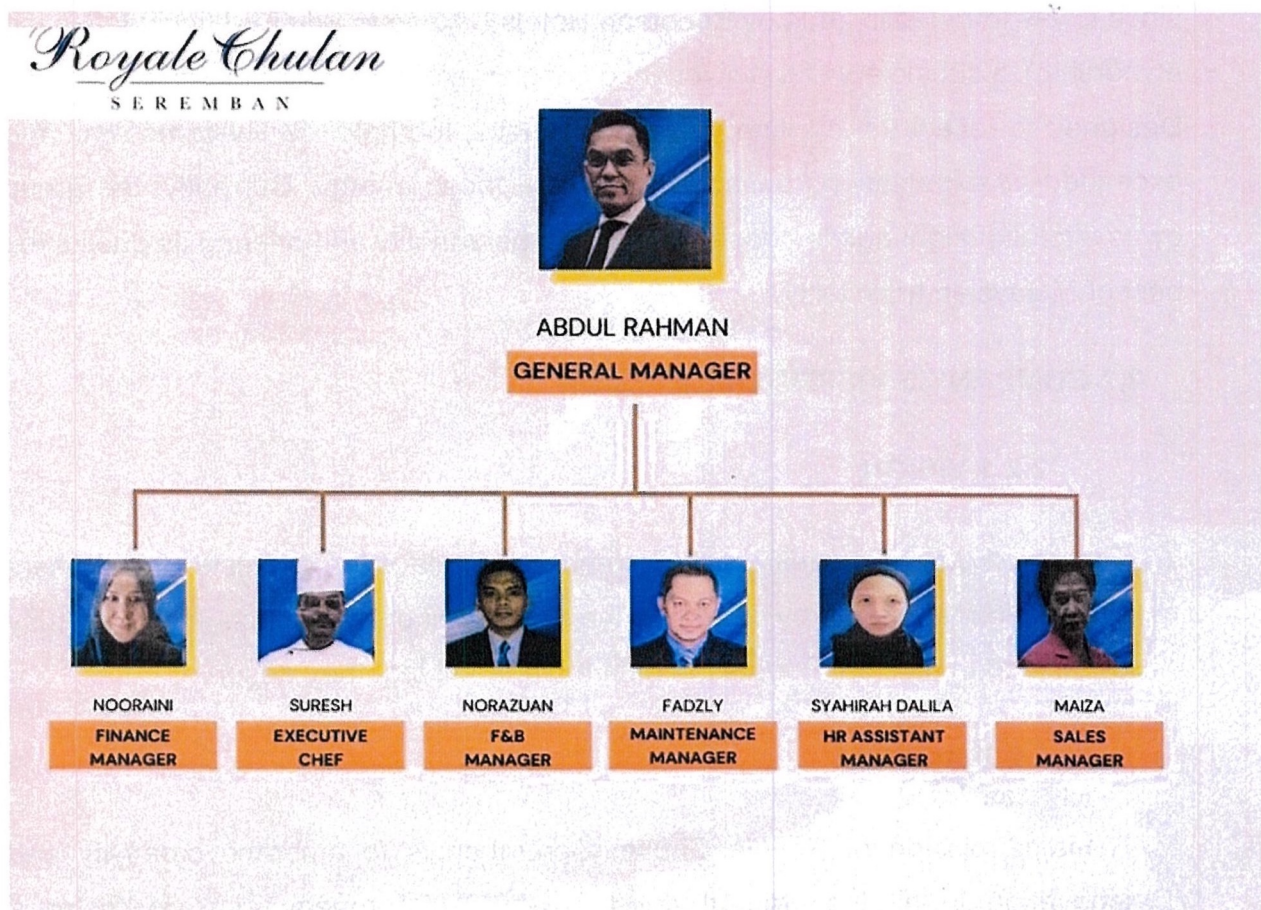 Royale Chulan
SEREMBAN
ABDUL RAHMAN
GENERAL MANAGER
NOORAINI
FINANCE
MANAGER
SURESH
EXECUTIVE
CHEF
NORAZUAN
F&B
MANAGER
FADZLY
MAINTENANCE
MANAGER
SYAHIRAH DALILA
HR ASSISTANT
MANAGER
MAIZA
SALES
MANAGER